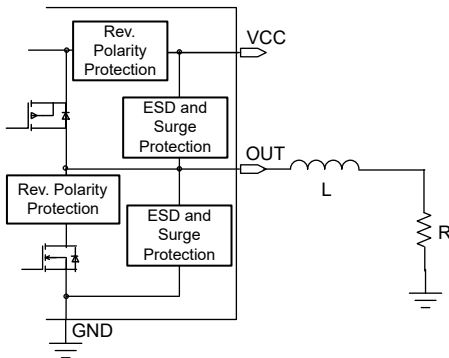 Rev.
Polarity
Protection
VCC
ESD and
Surge
Protection
OUT
L
Rev. Polarity
Protection
ESD and
Surge
Protection
R
GND